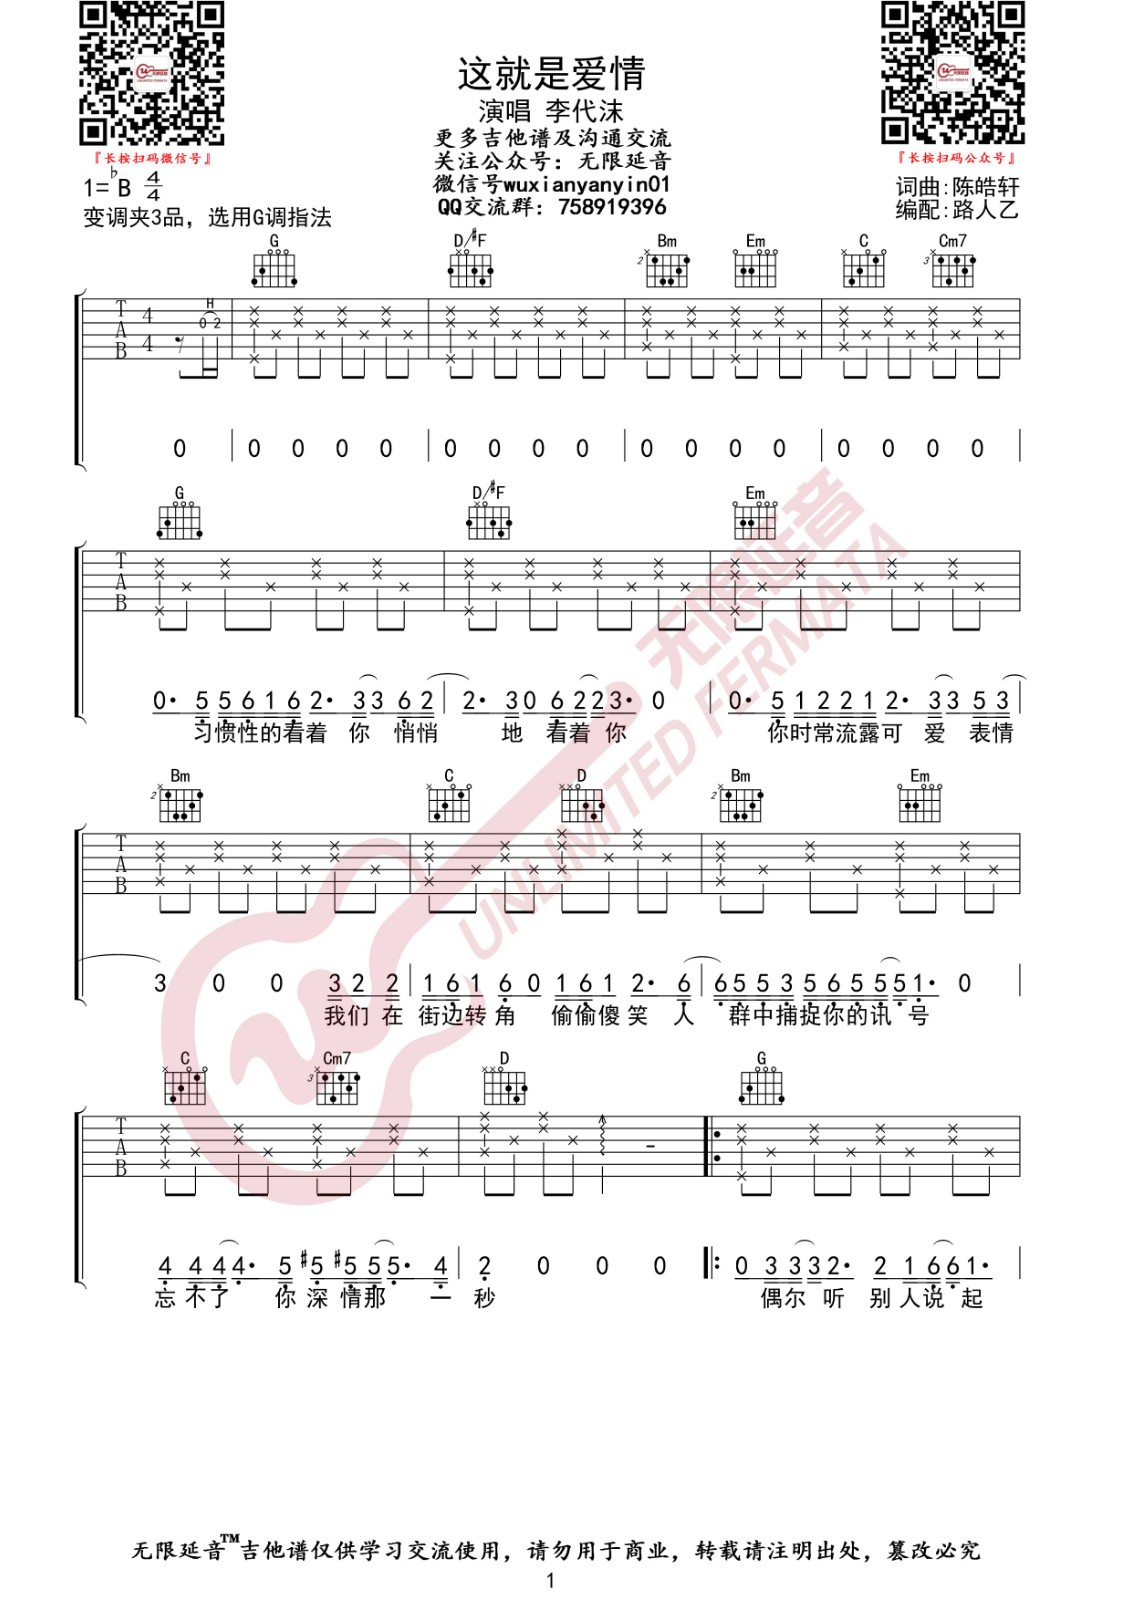 这就是爱情
演唱 李代沫
更多吉他谱及沟通交流
关注公众号：无限延音
微信号wuxianyanyin01
QQ交流群：758919396
『长按扫码微信号』
『长按扫码公众号』
1=♭B 4/4
变调夹3品，选用G调指法
词曲:陈皓轩
编配:路人乙
G D/#F Bm Em C Cm7
H
0 2
T A B 4 4
0 0 0 0 0 0 0 0 0 0 0 0 0 0 0 0 0
G D/#F Em
T A B
0· 5 5 6 1 6 2· 3 3 6 2 2· 3 0 6 2 2 3· 0 0· 5 1 2 2 1 2· 3 3 5 3
习惯性的看着 你 悄悄 地 看着 你 你时常流露可 爱 表情
Bm C D Bm Em
T A B
3 0 0 3 2 2 1 6 1 6 0 1 6 1 2· 6 6 5 5 3 5 6 5 5 5 1· 0
我们 在 街边转 角 偷偷傻 笑 人 群中捕捉你的讯 号
C Cm7 D G
T A B
4 4 4 4· 5 #5 #5 5 5· 4 2 0 0 0 0 3 3 3 2· 2 1 6 6 1·
忘 不了 你 深 情那 一 秒 偶尔 听 别 人说 起
无限延音
UNLIMITED FERMATA
无限延音™吉他谱仅供学习交流使用，请勿用于商业，转载请注明出处，篡改必究
1